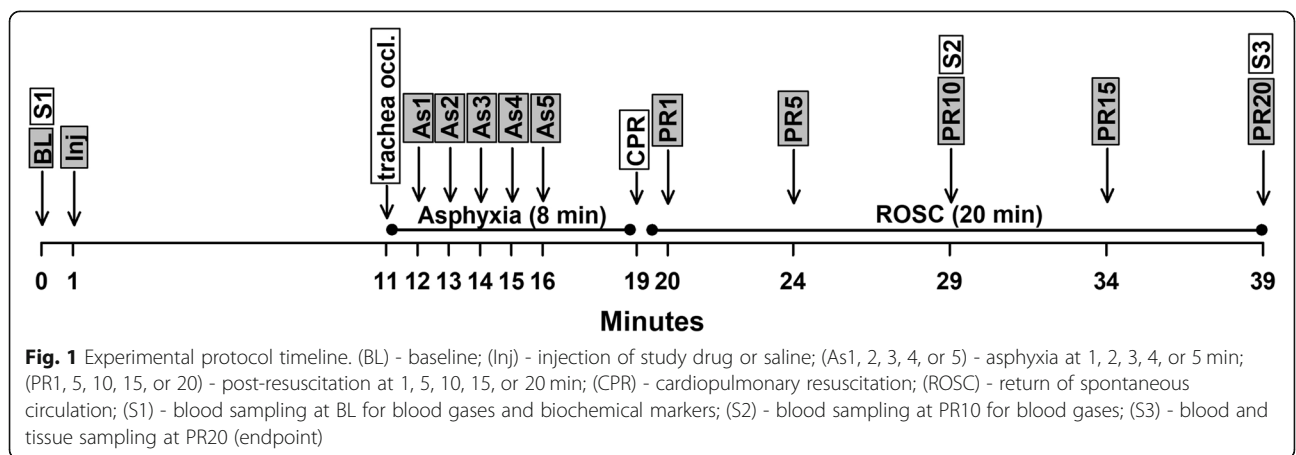 BL S1
Inj
trachea occl.
As1
As2
As3
As4
As5
CPR
PR1
PR5
PR10 S2
PR15
PR20 S3
Asphyxia (8 min)
ROSC (20 min)
0 1 11 12 13 14 15 16 19 20 24 29 34 39
Minutes
Fig. 1 Experimental protocol timeline. (BL) - baseline; (Inj) - injection of study drug or saline; (As1, 2, 3, 4, or 5) - asphyxia at 1, 2, 3, 4, or 5 min;
(PR1, 5, 10, 15, or 20) - post-resuscitation at 1, 5, 10, 15, or 20 min; (CPR) - cardiopulmonary resuscitation; (ROSC) - return of spontaneous
circulation; (S1) - blood sampling at BL for blood gases and biochemical markers; (S2) - blood sampling at PR10 for blood gases; (S3) - blood and
tissue sampling at PR20 (endpoint)